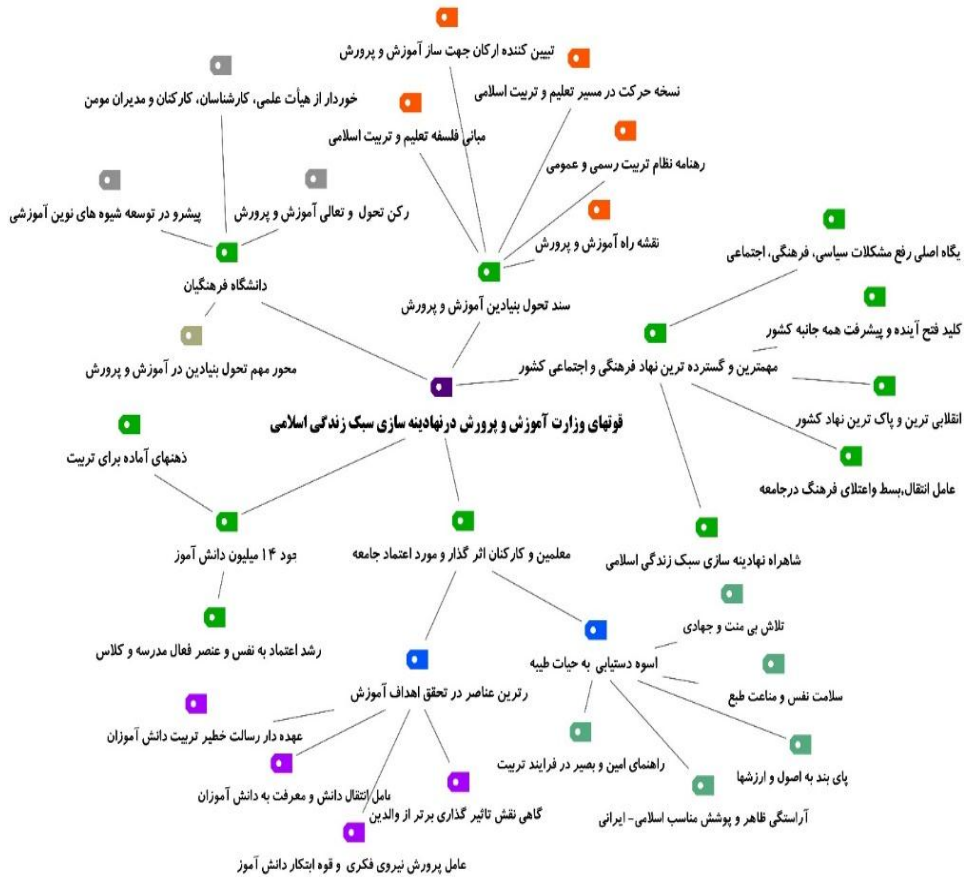 تبیین کننده ارکان جهت ساز آموزش و پرورش
خوردار از هیأت علمی، کارشناسان، کارکنان و مدیران مومن
نسخه حرکت در مسیر تعلیم و تربیت اسلامی
مبانی فلسفه تعلیم و تربیت اسلامی
رهنامه نظام تربیت رسمی و عمومی
پیشرو در توسعه شیوه های نوین آموزشی
رکن تحول و تعالی آموزش و پرورش
نقشه راه آموزش و پرورش
یگاه اصلی رفع مشکلات سیاسی، فرهنگی، اجتماعی
دانشگاه فرهنگیان
سند تحول بنیادین آموزش و پرورش
کلید فتح آینده و پیشرفت همه جانبه کشور
مهمترین و گسترده ترین نهاد فرهنگی و اجتماعی کشور
محور مهم تحول بنیادین در آموزش و پرورش
انقلابی ترین و پاک ترین نهاد کشور
قوتهای وزارت آموزش و پرورش درنهادینه سازی سبک زندگی اسلامی
ذهنهای آماده برای تربیت
عامل انتقال،بسط واعتلای فرهنگ درجامعه
جود ۱۴ میلیون دانش آموز
معلمین و کارکنان اثر گذار و مورد اعتماد جامعه
شاهراه نهادینه سازی سبک زندگی اسلامی
تلاش بی منت و جهادی
رشد اعتماد به نفس و عنصر فعال مدرسه و کلاس
اسوه دستیابی به حیات طیبه
رترین عناصر در تحقق اهداف آموزش
سلامت نفس و مناعت طبع
عهده دار رسالت خطیر تربیت دانش آموزان
راهنمای امین و بصیر در فرایند تربیت
پای بند به اصول و ارزشها
عامل انتقال دانش و معرفت به دانش آموزان
گاهی نقش تاثیر گذاری برتر از والدین
آراستگی ظاهر و پوشش مناسب اسلامی- ایرانی
عامل پرورش نیروی فکری و قوه ابتکار دانش آموز